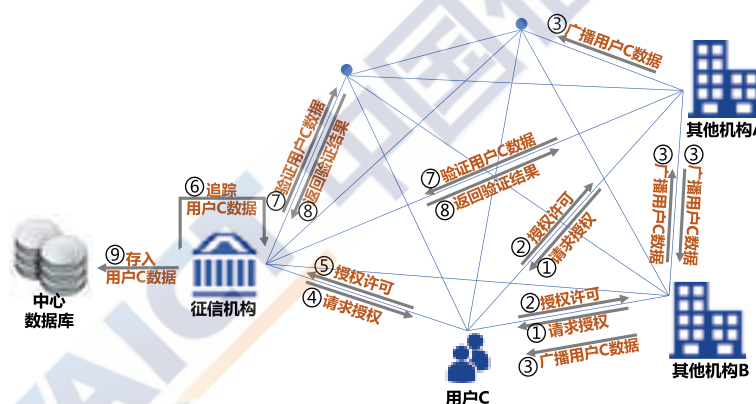 ③广播用户C数据
其他机构A
⑦验证用户C数据
⑧返回验证结果
⑦验证用户C数据
⑧返回验证结果
③广播用户C数据
③广播用户C数据
⑥追踪
用户C数据
②授权许可
①请求授权
⑨存入
用户C数据
征信机构
中心
数据库
⑤授权许可
④请求授权
②授权许可
①请求授权
③广播用户C数据
其他机构B
用户C